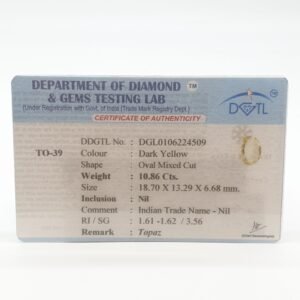 DEPARTMENT OF DIAMOND TM
& GEMS TESTING LAB
(Under Registration with Govt. of India (Trade Mark Registry Dept.)
CERTIFICATE OF AUTHENTICITY
DGTL
DDGTL No. : DGL0106224509
TO-39
Colour : Dark Yellow
Shape : Oval Mixed Cut
Weight : 10.86 Cts.
Size : 18.70 X 13.29 X 6.68 mm.
Inclusion : Nil
Comment : Indian Trade Name - Nil
RI / SG : 1.61 -1.62 / 3.56
Remark : Topaz